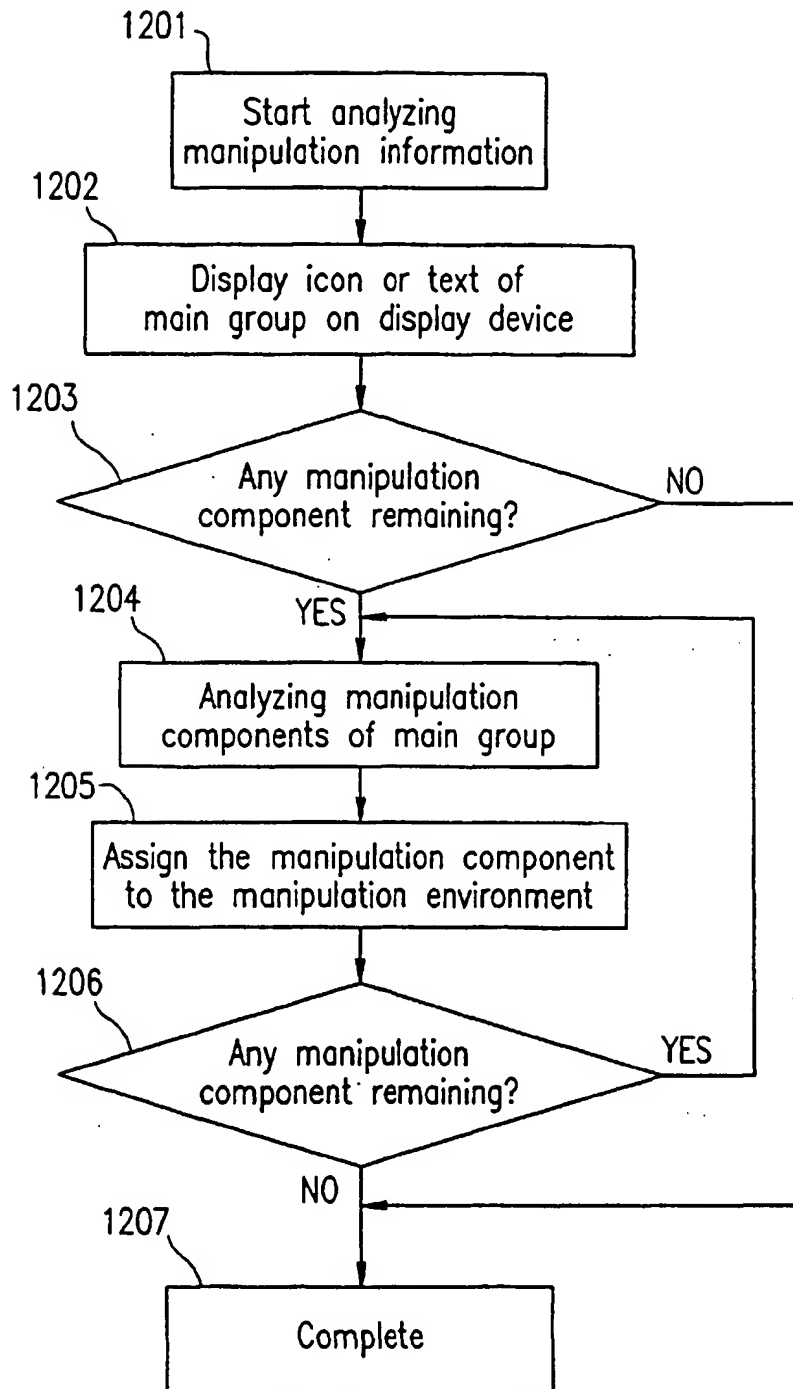 1201
Start analyzing
manipulation information
1202
Display icon or text of
main group on display device
1203
Any manipulation
component remaining?
NO
YES
1204
Analyzing manipulation
components of main group
1205
Assign the manipulation component
to the manipulation environment
1206
Any manipulation
component remaining?
YES
NO
1207
Complete